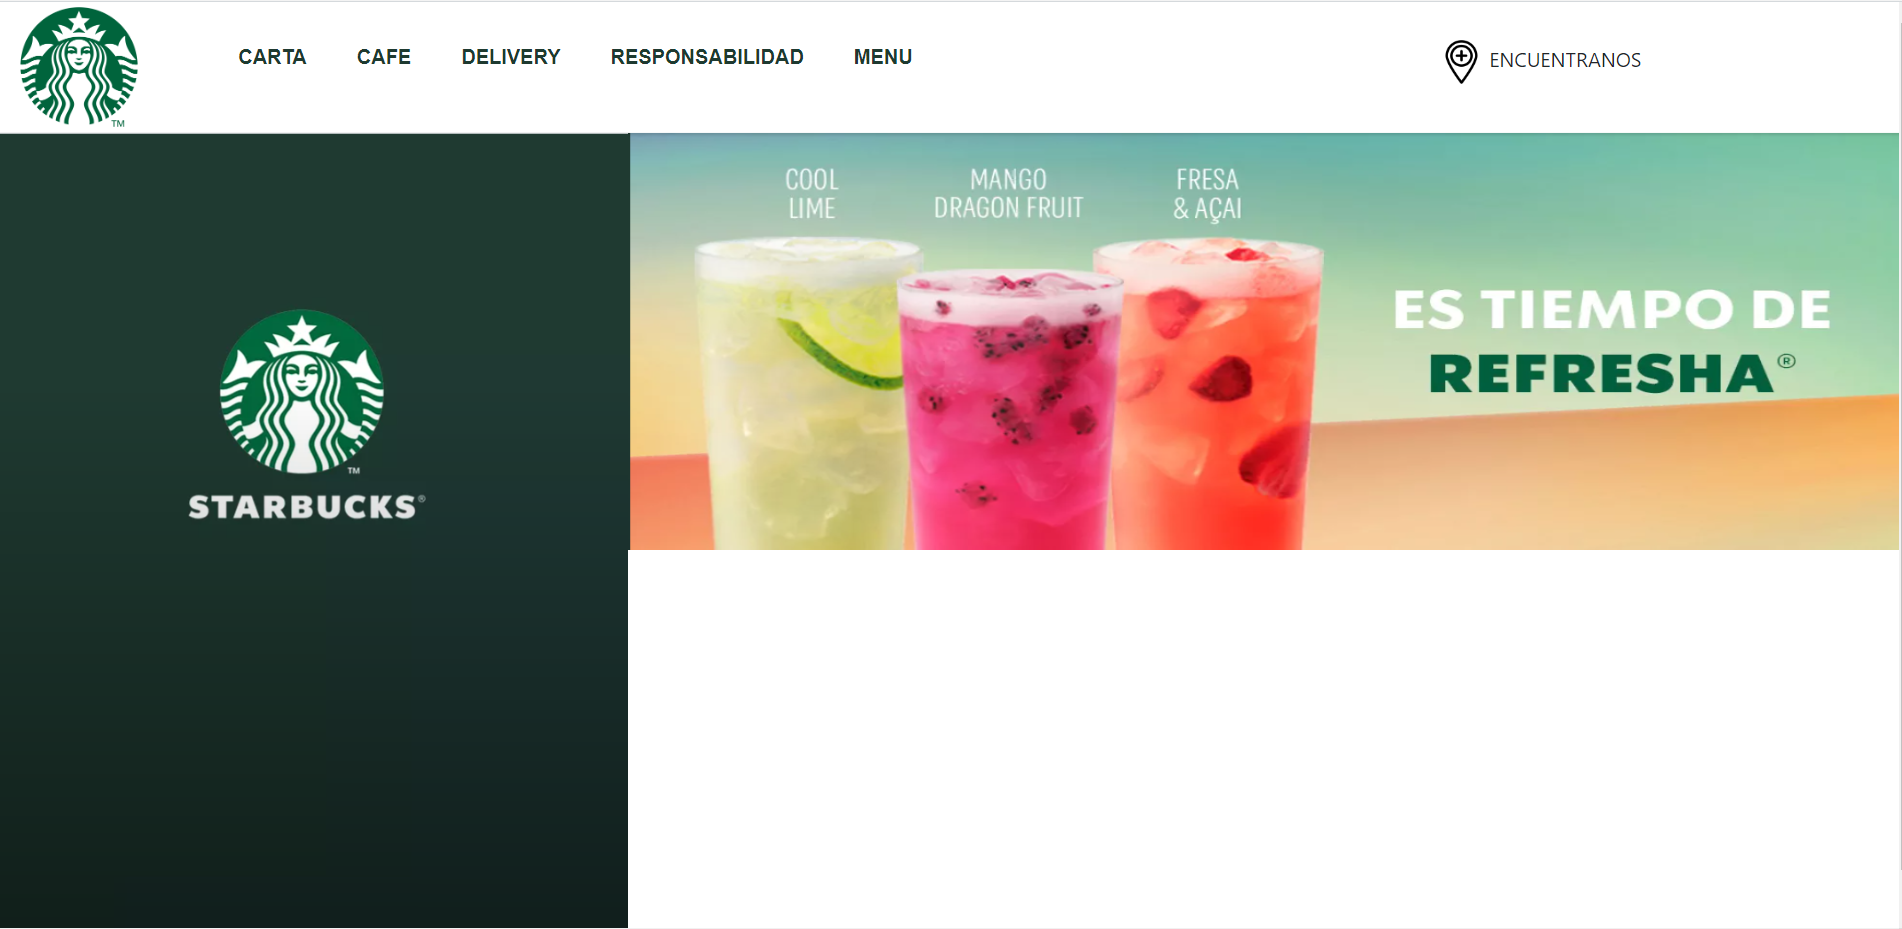 TM
CARTA CAFE DELIVERY RESPONSABILIDAD MENU ENCUENTRANOS
TM
STARBUCKS®
COOL
LIME
MANGO
DRAGON FRUIT
FRESA
& AÇAI
ES TIEMPO DE
REFRESHA®